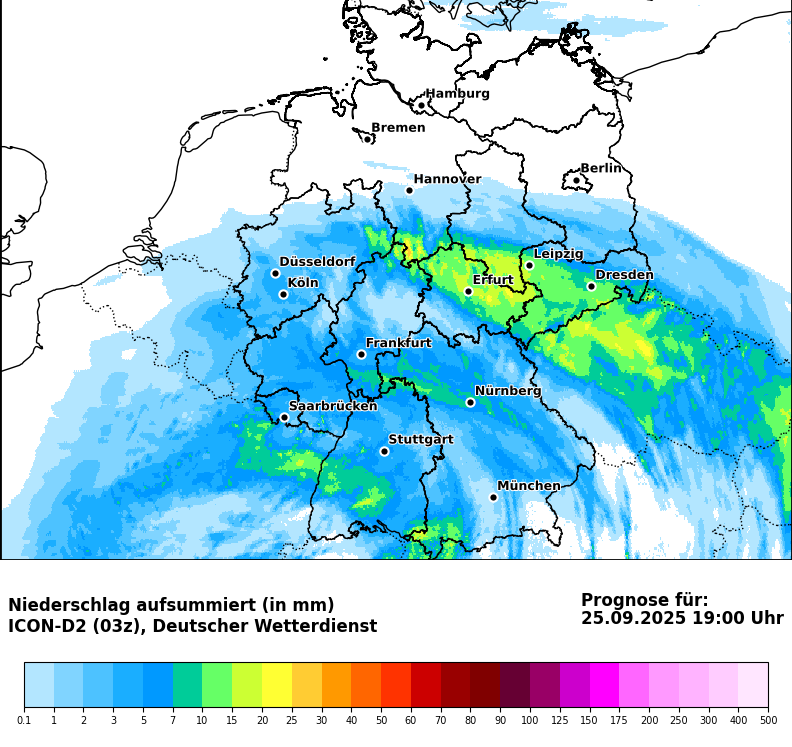 Hamburg
Bremen
Berlin
Hannover
Leipzig
Düsseldorf
Dresden
Erfurt
Köln
Frankfurt
Nürnberg
Saarbrücken
Stuttgart
München
Niederschlag aufsummiert (in mm)
ICON-D2 (03z), Deutscher Wetterdienst
Prognose für:
25.09.2025 19:00 Uhr
0.1 1 2 3 5 7 10 15 20 25 30 40 50 60 70 80 90 100 125 150 175 200 250 300 400 500